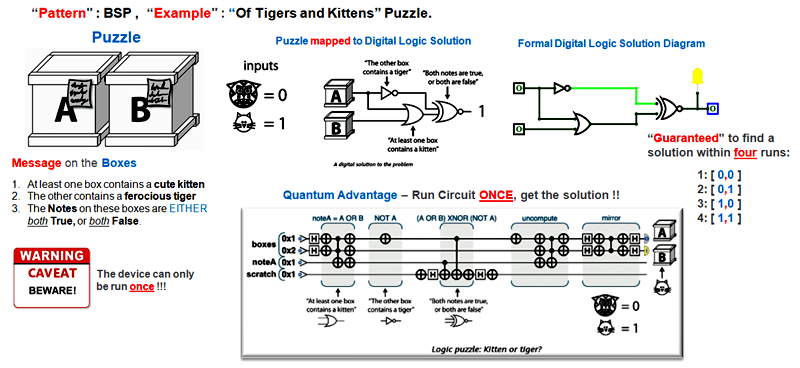 “Pattern” : BSP ,  “Example” : “Of Tigers and Kittens” Puzzle.
Puzzle
A
B
Message on the Boxes
1. At least one box contains a cute kitten
2. The other contains a ferocious tiger
3. The Notes on these boxes are EITHER
both True, or both False.
WARNING
CAVEAT
BEWARE!
The device can only
be run once !!!
Puzzle mapped to Digital Logic Solution
inputs
= 0
= 1
"The other box
contains a tiger"
"Both notes are true,
or both are false"
A
B
1
"At least one box
contains a kitten"
A digital solution to the problem
Formal Digital Logic Solution Diagram
0
0
0
“Guaranteed” to find a
solution within four runs:
1: [ 0,0 ]
2: [ 0,1 ]
3: [ 1,0 ]
4: [ 1,1 ]
Quantum Advantage – Run Circuit ONCE, get the solution !!
noteA = A OR B
NOT A
(A OR B) XNOR (NOT A)
uncompute
mirror
boxes
0x1
0x2
noteA 0x1
scratch 0x1
H
H
H
H
H
H
H
H
A
B
"At least one box
contains a kitten"
"The other box
contains a tiger"
"Both notes are true,
or both are false"
= 0
= 1
Logic puzzle: Kitten or tiger?